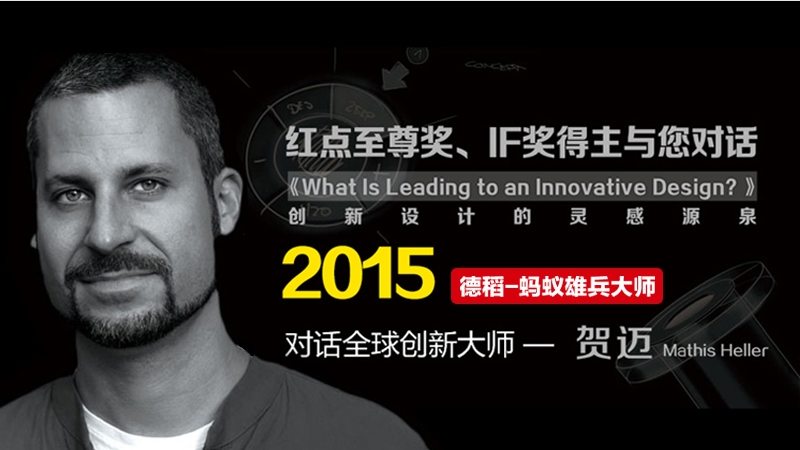 CONCEPT
红点至尊奖、IF奖得主与您对话
《What Is Leading to an Innovative Design? 》
创新设计的灵感源泉
2015 德稻-蚂蚁雄兵大师
对话全球创新大师 — 贺迈 Mathis Heller